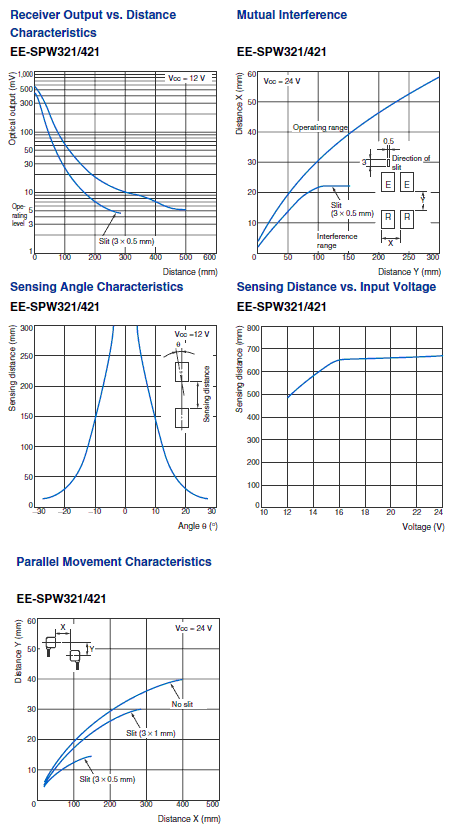 Receiver Output vs. Distance
Characteristics
EE-SPW321/421
Optical output (mV)
1,000
500
300
100
50
30
10
Ope-
rating
level
5
3
1
Vcc = 12 V
Slit (3 × 0.5 mm)
0 100 200 300 400 500 600
Distance (mm)
Mutual Interference
EE-SPW321/421
Distance X (mm)
60
50
40
30
20
10
Vcc = 24 V
Operating range
0.5
3
Direction of
slit
E E
Y
R R
X
Slit
(3 × 0.5 mm)
Interference
range
0 50 100 150 200 250 300
Distance Y (mm)
Sensing Angle Characteristics
EE-SPW321/421
Sensing distance (mm)
300
250
200
150
100
50
0
Vcc = 12 V
θ
Sensing distance
−30 −20 −10 0 10 20 30
Angle θ (°)
Sensing Distance vs. Input Voltage
EE-SPW321/421
Sensing distance (mm)
800
700
600
500
400
300
200
100
0
10 12 14 16 18 20 22 24
Voltage (V)
Parallel Movement Characteristics
EE-SPW321/421
Distance Y (mm)
60
50
40
30
20
10
X
Y
Vcc = 24 V
No slit
Slit (3 × 1 mm)
Slit (3 × 0.5 mm)
0 100 200 300 400 500
Distance X (mm)